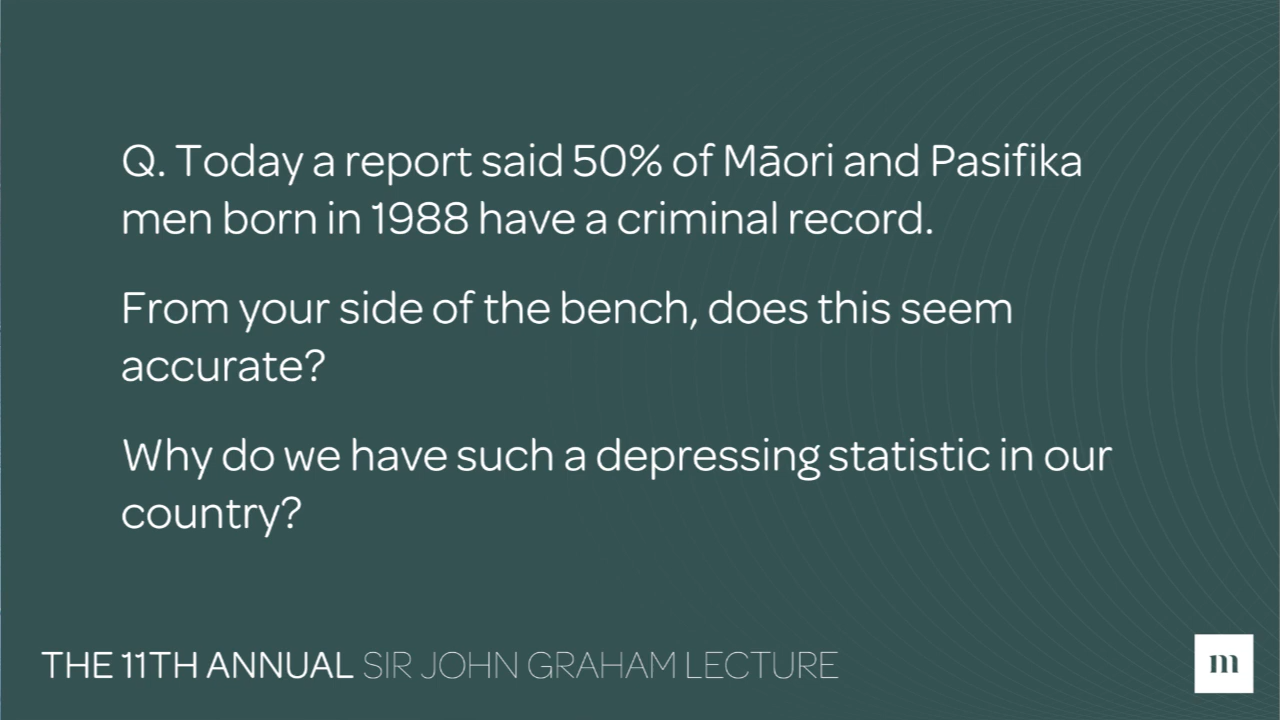 Q. Today a report said 50% of Māori and Pasifika
men born in 1988 have a criminal record.
From your side of the bench, does this seem
accurate?
Why do we have such a depressing statistic in our
country?
THE 11TH ANNUAL SIR JOHN GRAHAM LECTURE
m